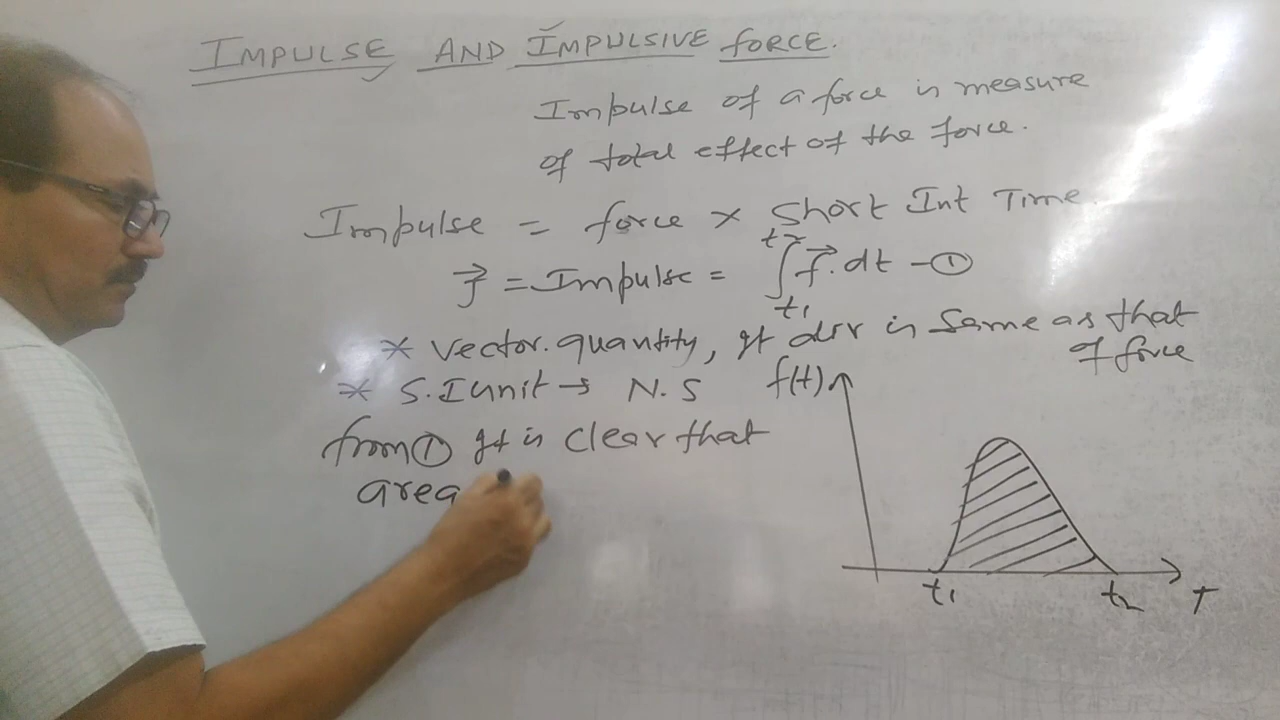 IMPULSE AND IMPULSIVE FORCE.
Impulse of a force is measure
of total effect of the force.
Impulse = force × Short Int Time.
J⃗ = Impulse = ∫ f⃗. dt - ①
t2
t1
* Vector. quantity, It dir is Same as that
of force
* S.I unit → N.S
f(t)
from ① It is clear that
area
t1
t2
T